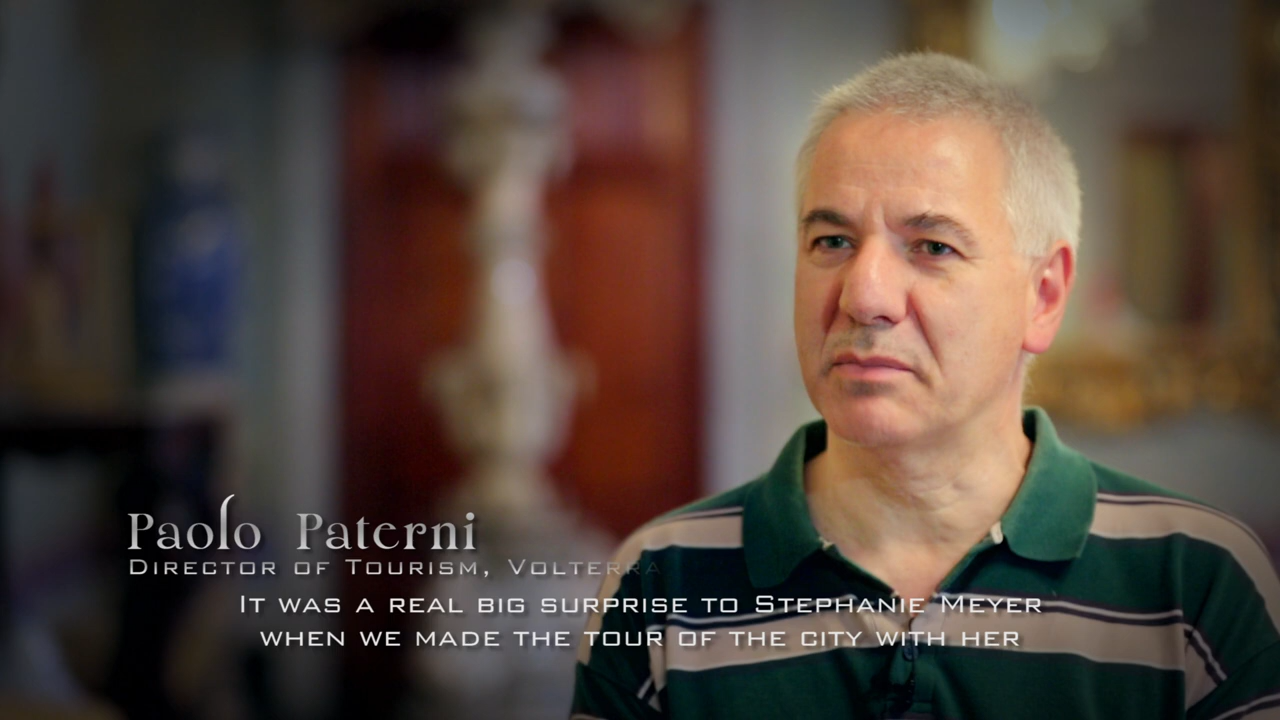 Paolo Paterni
Director of Tourism, Volterra
It was a real big surprise to Stephanie Meyer
when we made the tour of the city with her